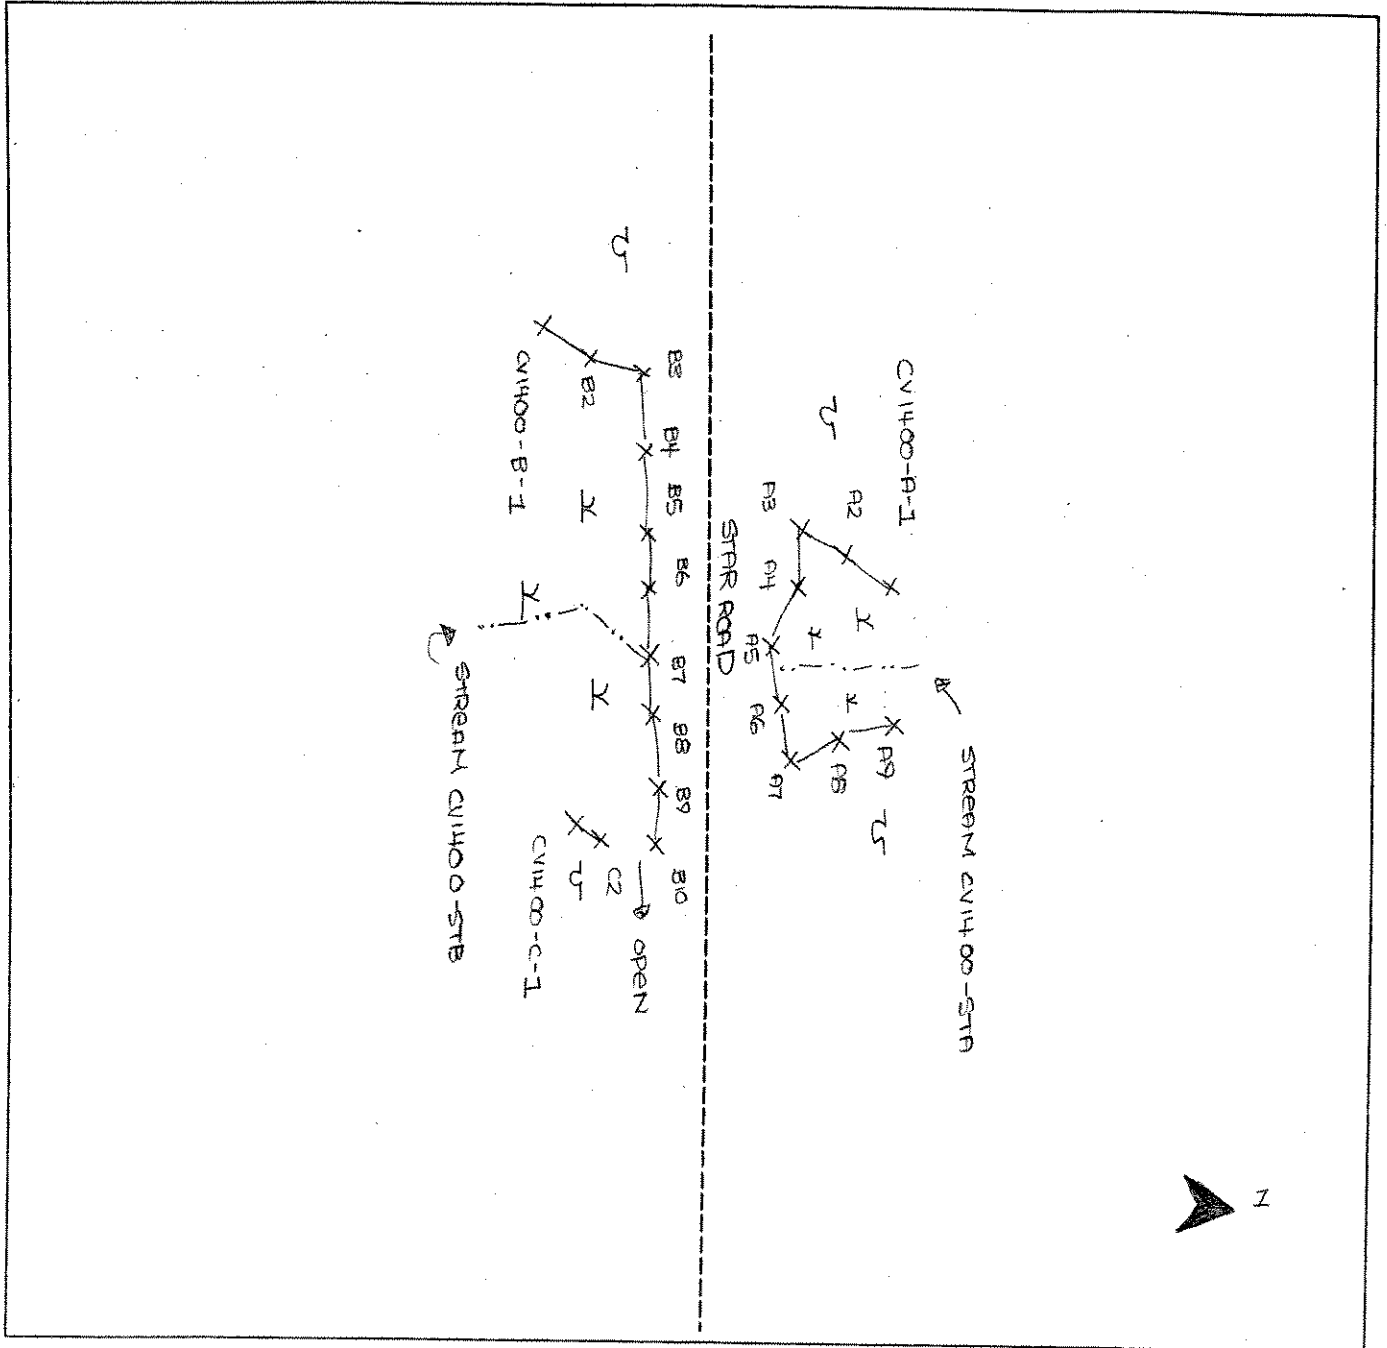 CV1400-A-1
A2
A3
A4
A5
A6
A7
A8
A9
STREAM CV1400-STA
STAR ROAD
B3
B4
B5
B6
B7
B8
B9
B10
B2
CV1400-B-1
OPEN
C2
CV1400-C-1
STREAM CV1400-STB
N
U
U
U
U